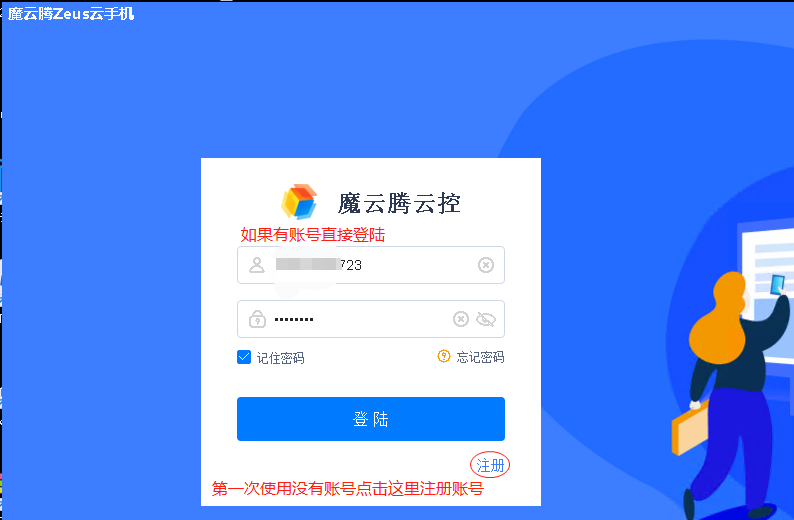 魔云腾Zeus云手机
魔云腾云控
如果有账号直接登陆
723
••••••••
记住密码
忘记密码
登 陆
注册
第一次使用没有账号点击这里注册账号